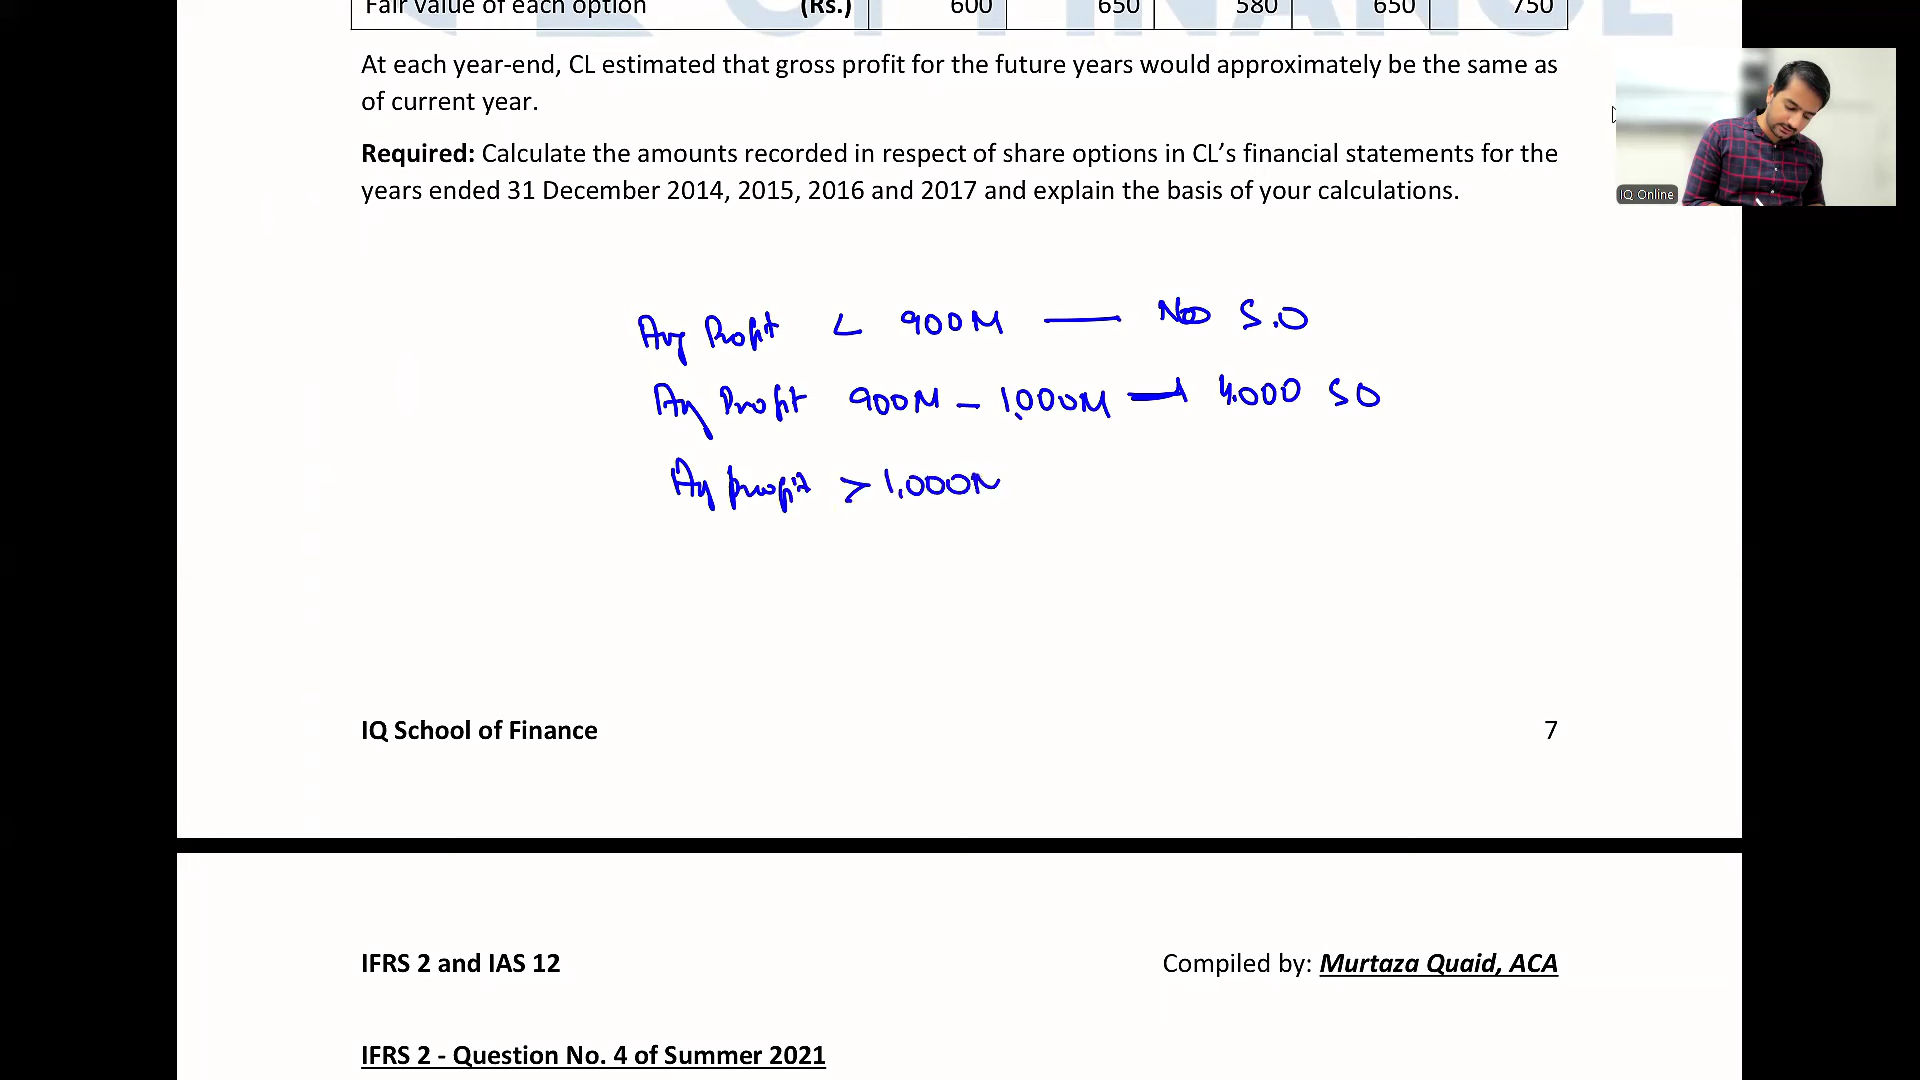 Fair value of each option (Rs.) 600 650 580 650 750
At each year-end, CL estimated that gross profit for the future years would approximately be the same as
of current year.
IQ Online
Required: Calculate the amounts recorded in respect of share options in CL’s financial statements for the
years ended 31 December 2014, 2015, 2016 and 2017 and explain the basis of your calculations.
Avg Profit < 900M — No S.O
Avg Profit 900M - 1,000M — 4,000 SO
Avg profit > 1,000M
IQ School of Finance 7
IFRS 2 and IAS 12 Compiled by: Murtaza Quaid, ACA
IFRS 2 - Question No. 4 of Summer 2021